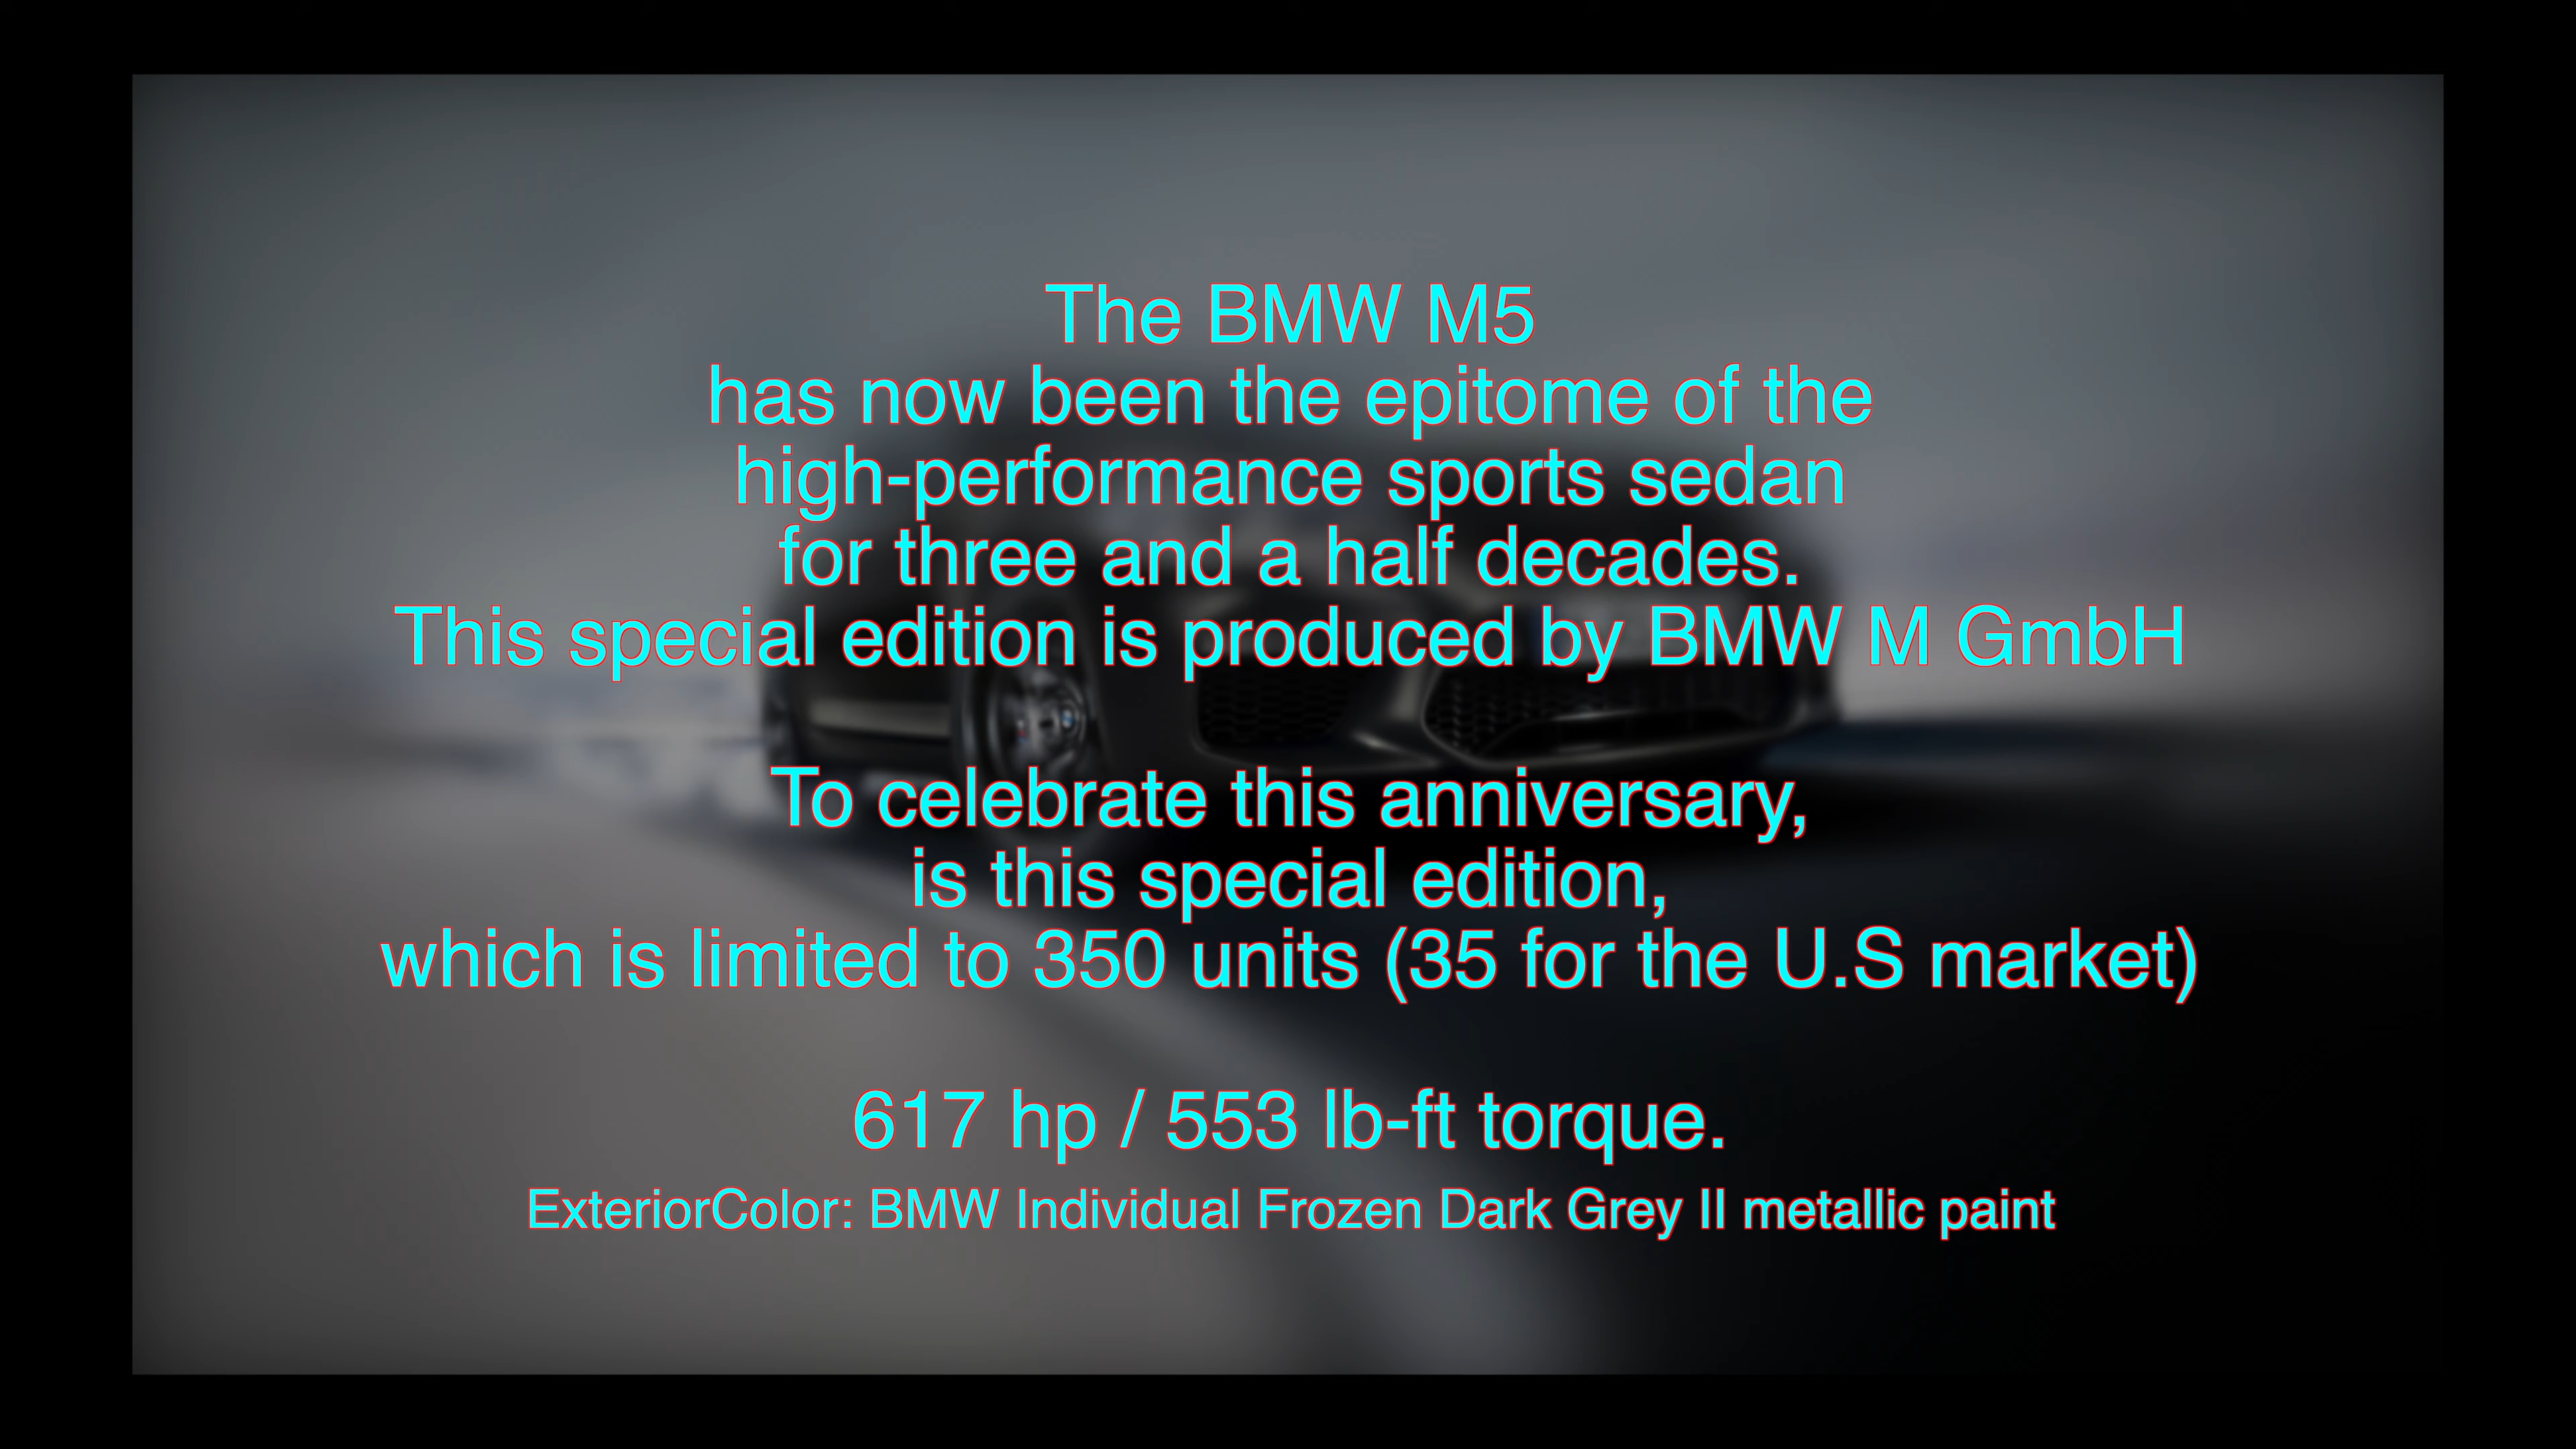 The BMW M5
has now been the epitome of the
high-performance sports sedan
for three and a half decades.
This special edition is produced by BMW M GmbH
To celebrate this anniversary,
is this special edition,
which is limited to 350 units (35 for the U.S market)
617 hp / 553 lb-ft torque.
ExteriorColor: BMW Individual Frozen Dark Grey II metallic paint